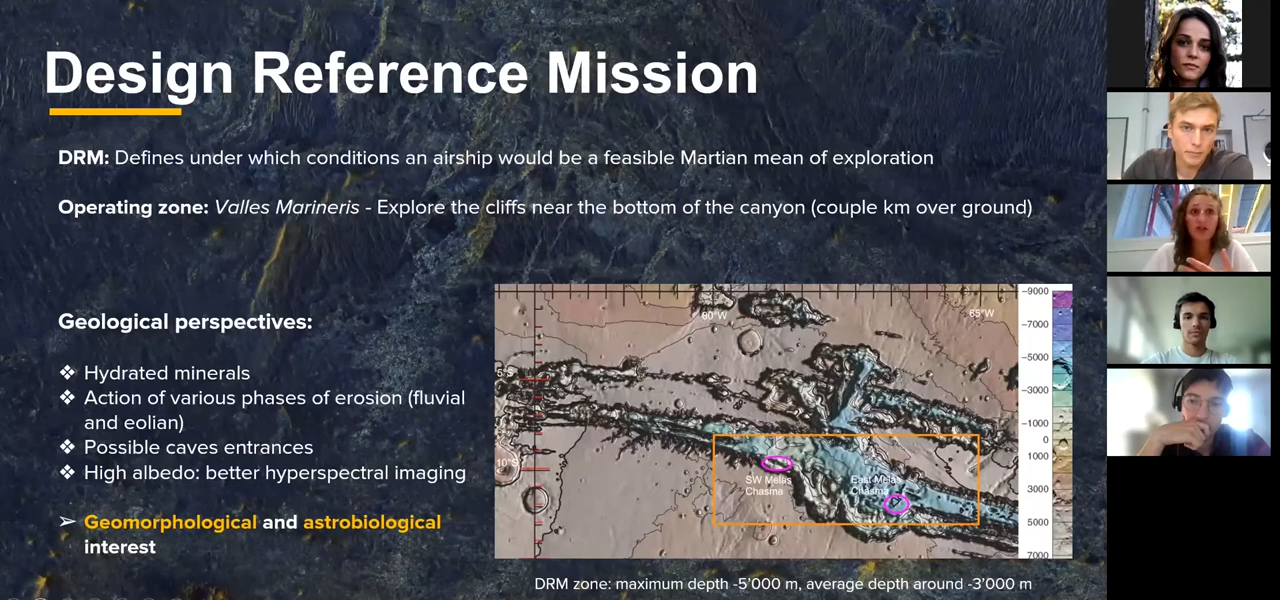 Design Reference Mission
DRM: Defines under which conditions an airship would be a feasible Martian mean of exploration
Operating zone: Valles Marineris - Explore the cliffs near the bottom of the canyon (couple km over ground)
Geological perspectives:
❖ Hydrated minerals
❖ Action of various phases of erosion (fluvial
and eolian)
❖ Possible caves entrances
❖ High albedo: better hyperspectral imaging
➢ Geomorphological and astrobiological
interest
60°W
65°W
5°S
10°S
SW Melas
Chasma
East Melas
Chasma
−9000
−7000
−5000
−3000
−1000
0
1000
3000
5000
7000
DRM zone: maximum depth -5’000 m, average depth around -3’000 m